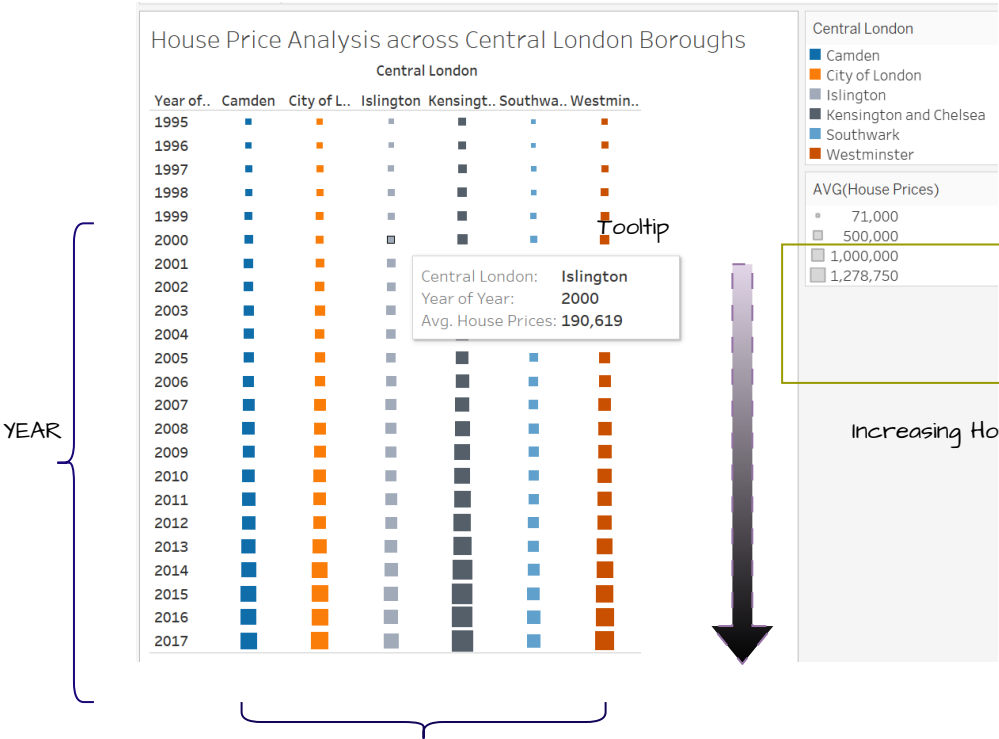 House Price Analysis across Central London Boroughs
Central London
Year of.. Camden City of L.. Islington Kensingt.. Southwa.. Westmin..
1995
1996
1997
1998
1999
2000
2001
2002
2003
2004
2005
2006
2007
2008
2009
2010
2011
2012
2013
2014
2015
2016
2017
Tooltip
Central London: Islington
Year of Year: 2000
Avg. House Prices: 190,619
YEAR
Central London
Camden
City of London
Islington
Kensington and Chelsea
Southwark
Westminster
AVG(House Prices)
71,000
500,000
1,000,000
1,278,750
Increasing Ho